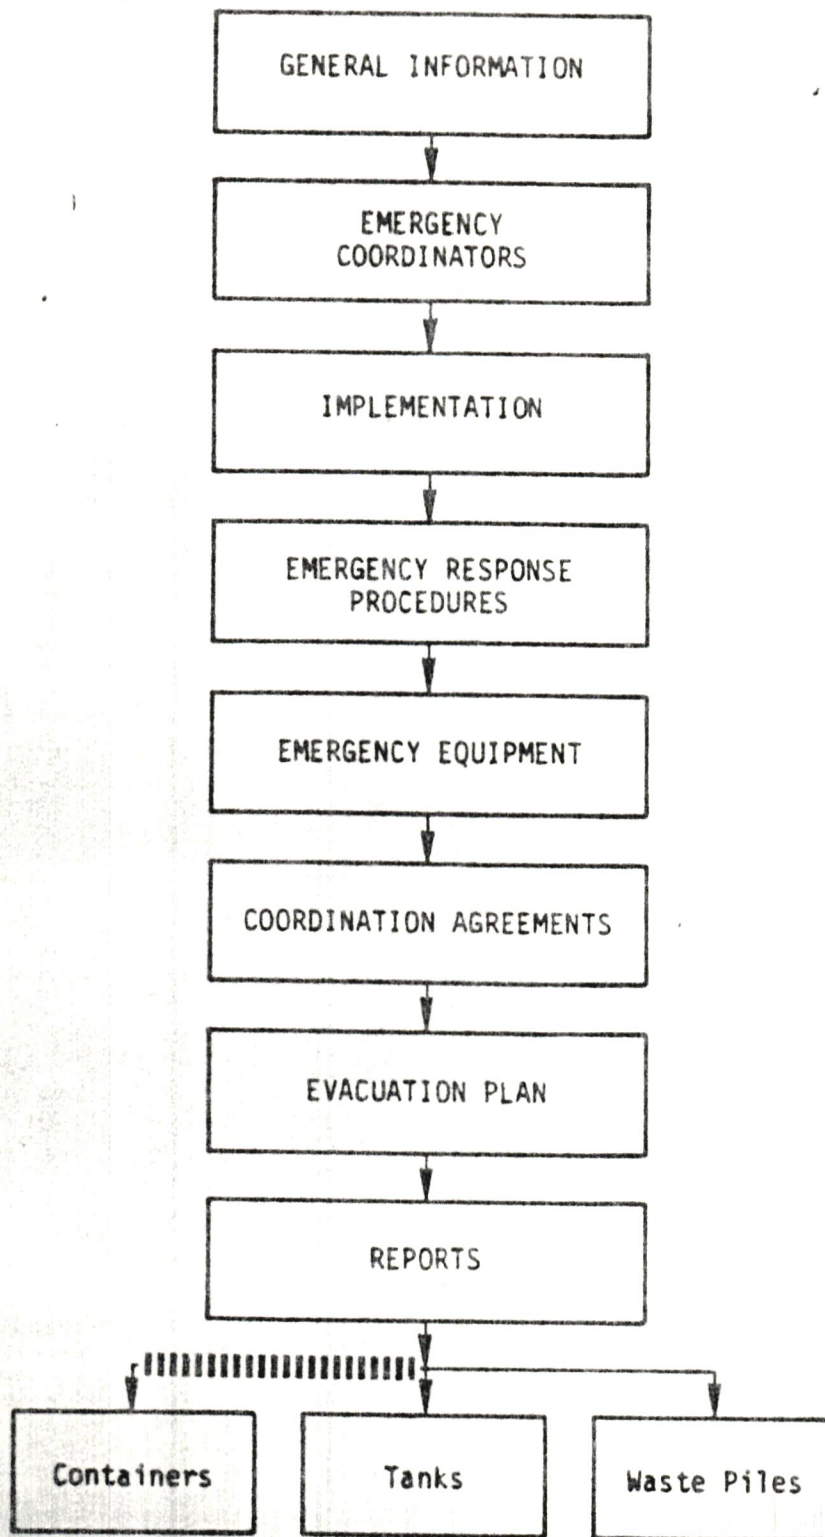 GENERAL INFORMATION
EMERGENCY
COORDINATORS
IMPLEMENTATION
EMERGENCY RESPONSE
PROCEDURES
EMERGENCY EQUIPMENT
COORDINATION AGREEMENTS
EVACUATION PLAN
REPORTS
Containers
Tanks
Waste Piles